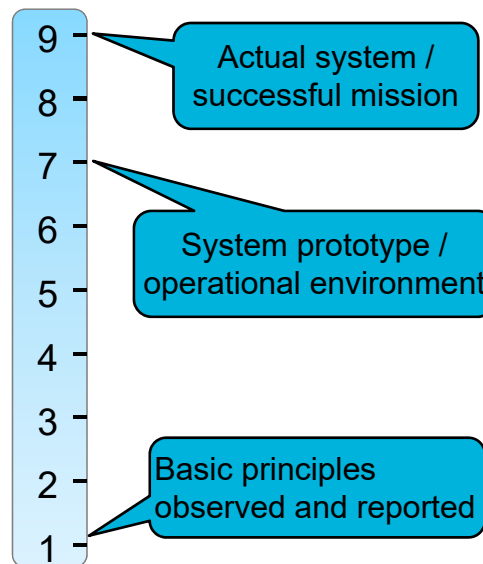 9
Actual system /
successful mission
8
7
6
System prototype /
operational environment
5
4
3
Basic principles
2
observed and reported
1